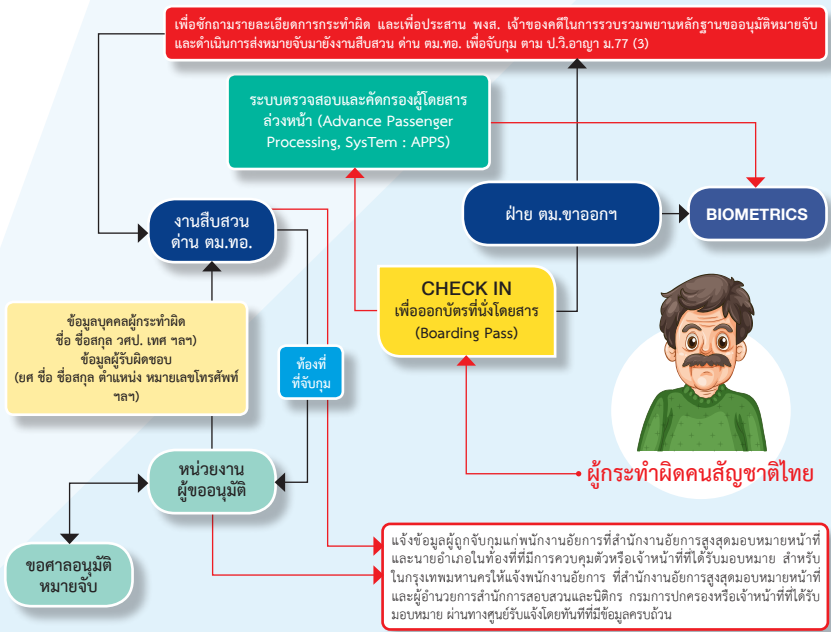 เพื่อซักถามรายละเอียดการกระทำผิด และเพื่อประสาน พงส. เจ้าของคดีในการรวบรวมพยานหลักฐานขออนุมัติหมายจับ
และดำเนินการส่งหมายจับมายังงานสืบสวน ด่าน ตม.ทอ. เพื่อจับกุม ตาม ป.วิ.อาญา ม.77 (3)
ระบบตรวจสอบและคัดกรองผู้โดยสาร
ล่วงหน้า (Advance Passenger
Processing, SysTem : APPS)
งานสืบสวน
ด่าน ตม.ทอ.
ฝ่าย ตม.ขาออกฯ
BIOMETRICS
CHECK IN
เพื่อออกบัตรที่นั่งโดยสาร
(Boarding Pass)
ข้อมูลบุคคลผู้กระทำผิด
ชื่อ ชื่อสกุล วศป. เทศ ฯลฯ)
ข้อมูลผู้รับผิดชอบ
(ยศ ชื่อ ชื่อสกุล ตำแหน่ง หมายเลขโทรศัพท์
ฯลฯ)
ท้องที่
ที่จับกุม
หน่วยงาน
ผู้ขออนุมัติ
ผู้กระทำผิดคนสัญชาติไทย
ขอศาลอนุมัติ
หมายจับ
แจ้งข้อมูลผู้ถูกจับกุมแก่พนักงานอัยการที่สำนักงานอัยการสูงสุดมอบหมายหน้าที่
และนายอำเภอในท้องที่ที่มีการควบคุมตัวหรือเจ้าหน้าที่ที่ได้รับมอบหมาย สำหรับ
ในกรุงเทพมหานครให้แจ้งพนักงานอัยการ ที่สำนักงานอัยการสูงสุดมอบหมายหน้าที่
และผู้อำนวยการสำนักการสอบสวนและนิติกร กรมการปกครองหรือเจ้าหน้าที่ที่ได้รับ
มอบหมาย ผ่านทางศูนย์รับแจ้งโดยทันทีที่มีข้อมูลครบถ้วน